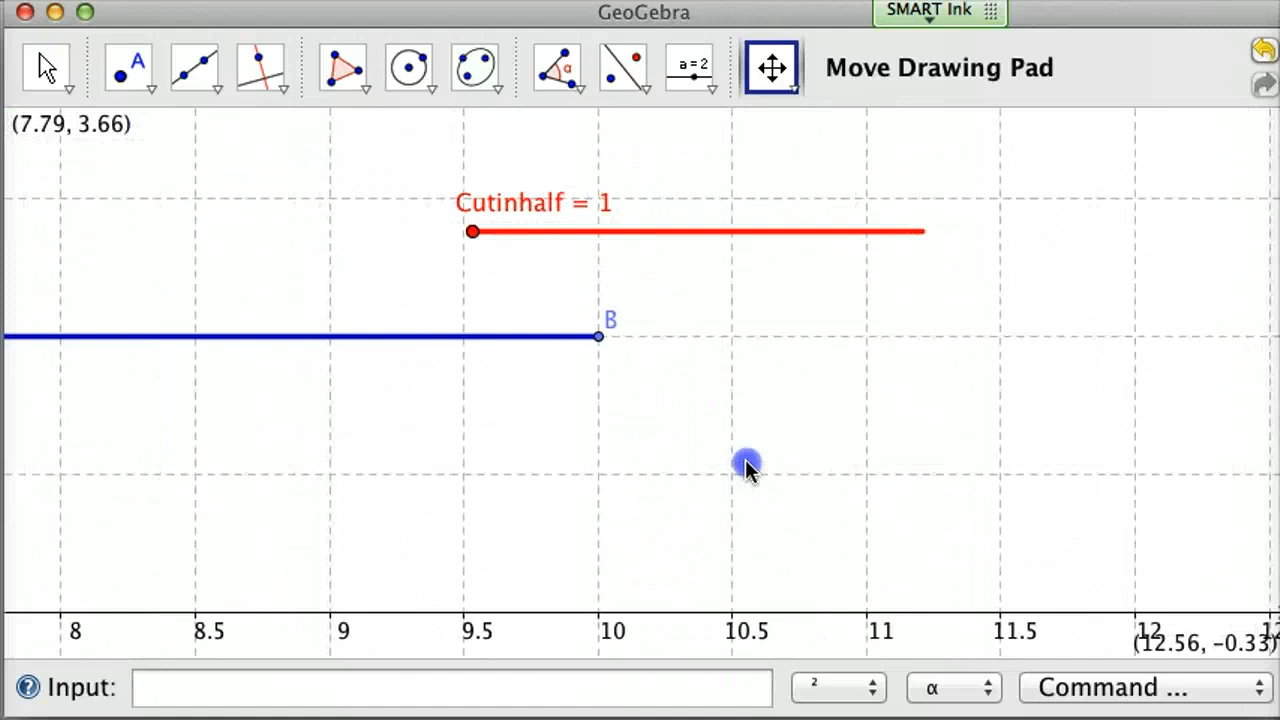 GeoGebra
SMART Ink
A
α
a=2
Move Drawing Pad
(7.79, 3.66)
Cutinhalf = 1
B
8 8.5 9 9.5 10 10.5 11 11.5 12
(12.56, -0.33)
Input: ² α Command ...